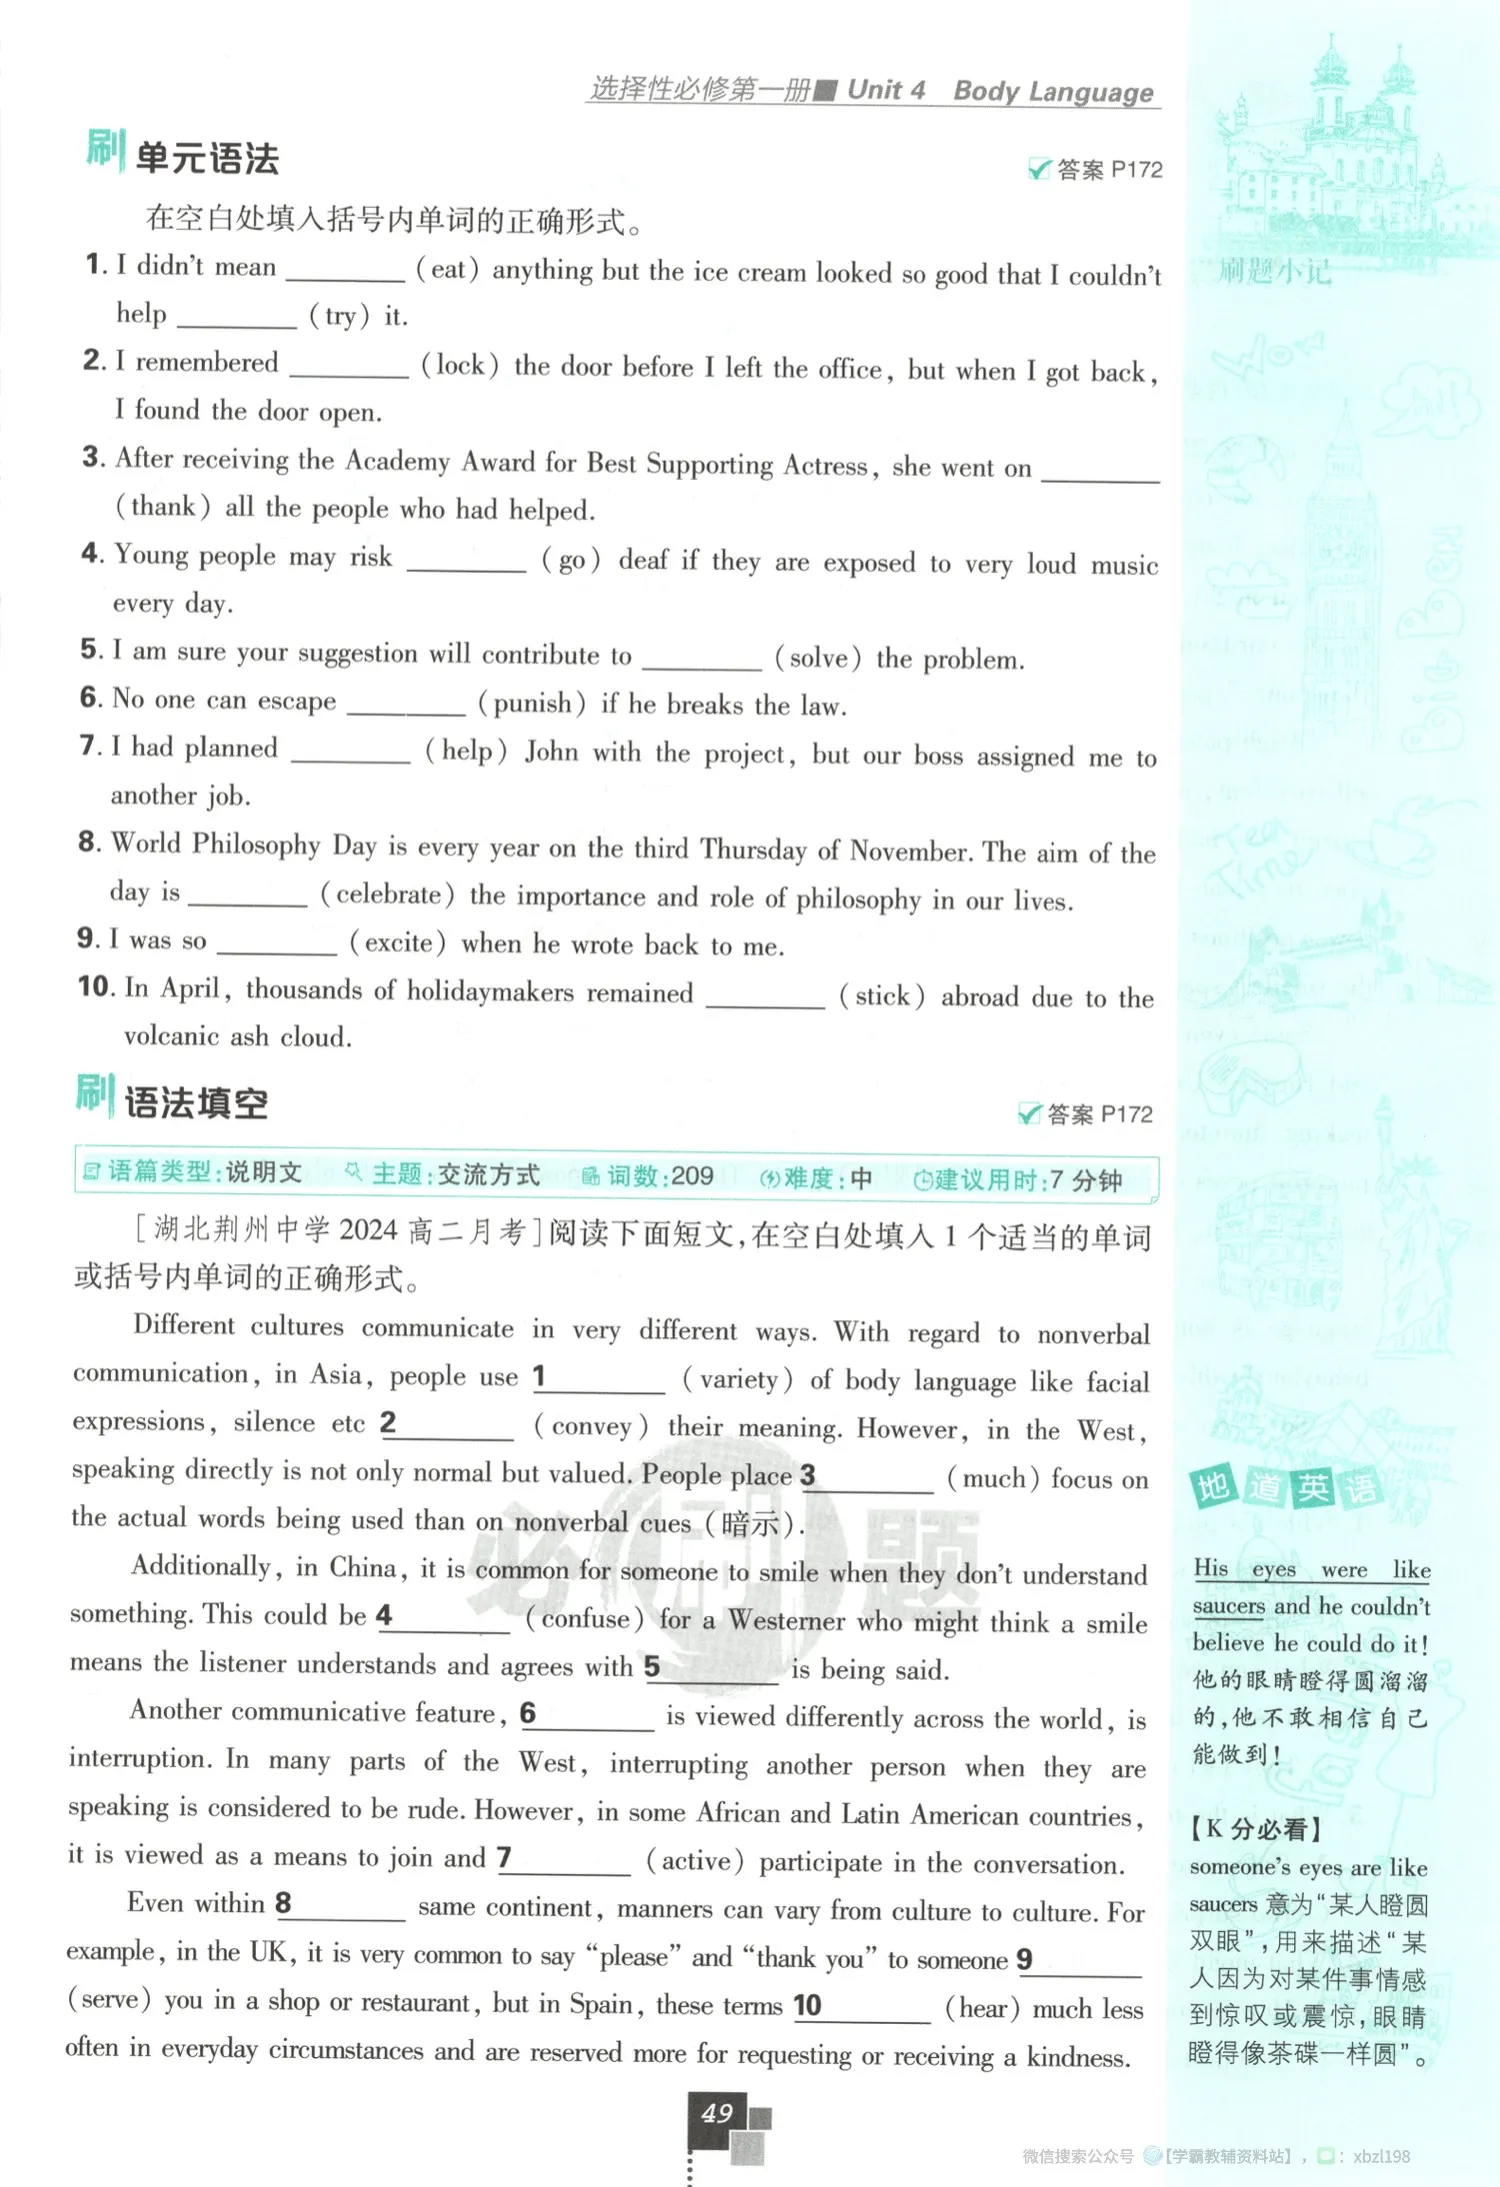 选择性必修第一册■ Unit 4 Body Language
刷 单元语法
答案 P172
在空白处填入括号内单词的正确形式。
1. I didn't mean ________ (eat) anything but the ice cream looked so good that I couldn't
help ________ (try) it.
2. I remembered ________ (lock) the door before I left the office, but when I got back,
I found the door open.
3. After receiving the Academy Award for Best Supporting Actress, she went on ________
(thank) all the people who had helped.
4. Young people may risk ________ (go) deaf if they are exposed to very loud music
every day.
5. I am sure your suggestion will contribute to ________ (solve) the problem.
6. No one can escape ________ (punish) if he breaks the law.
7. I had planned ________ (help) John with the project, but our boss assigned me to
another job.
8. World Philosophy Day is every year on the third Thursday of November. The aim of the
day is ________ (celebrate) the importance and role of philosophy in our lives.
9. I was so ________ (excite) when he wrote back to me.
10. In April, thousands of holidaymakers remained ________ (stick) abroad due to the
volcanic ash cloud.
刷 语法填空
答案 P172
语篇类型:说明文 主题:交流方式 词数:209 难度:中 建议用时:7 分钟
[湖北荆州中学 2024 高二月考]阅读下面短文,在空白处填入 1 个适当的单词
或括号内单词的正确形式。
Different cultures communicate in very different ways. With regard to nonverbal
communication, in Asia, people use 1 ________ (variety) of body language like facial
expressions, silence etc 2 ________ (convey) their meaning. However, in the West,
speaking directly is not only normal but valued. People place 3 ________ (much) focus on
the actual words being used than on nonverbal cues (暗示).
Additionally, in China, it is common for someone to smile when they don't understand
something. This could be 4 ________ (confuse) for a Westerner who might think a smile
means the listener understands and agrees with 5 ________ is being said.
Another communicative feature, 6 ________ is viewed differently across the world, is
interruption. In many parts of the West, interrupting another person when they are
speaking is considered to be rude. However, in some African and Latin American countries,
it is viewed as a means to join and 7 ________ (active) participate in the conversation.
Even within 8 ________ same continent, manners can vary from culture to culture. For
example, in the UK, it is very common to say “please” and “thank you” to someone 9 ________
(serve) you in a shop or restaurant, but in Spain, these terms 10 ________ (hear) much less
often in everyday circumstances and are reserved more for requesting or receiving a kindness.
必刷题
49
刷题小记
Big Ben
Tea Time
地道英语
His eyes were like
saucers and he couldn't
believe he could do it!
他的眼睛瞪得圆溜溜
的,他不敢相信自己
能做到!
【K 分必看】
someone's eyes are like
saucers 意为“某人瞪圆
双眼”,用来描述“某
人因为对某件事情感
到惊叹或震惊,眼睛
瞪得像茶碟一样圆”。
微信搜索公众号 【学霸教辅资料站】, : xbzl198